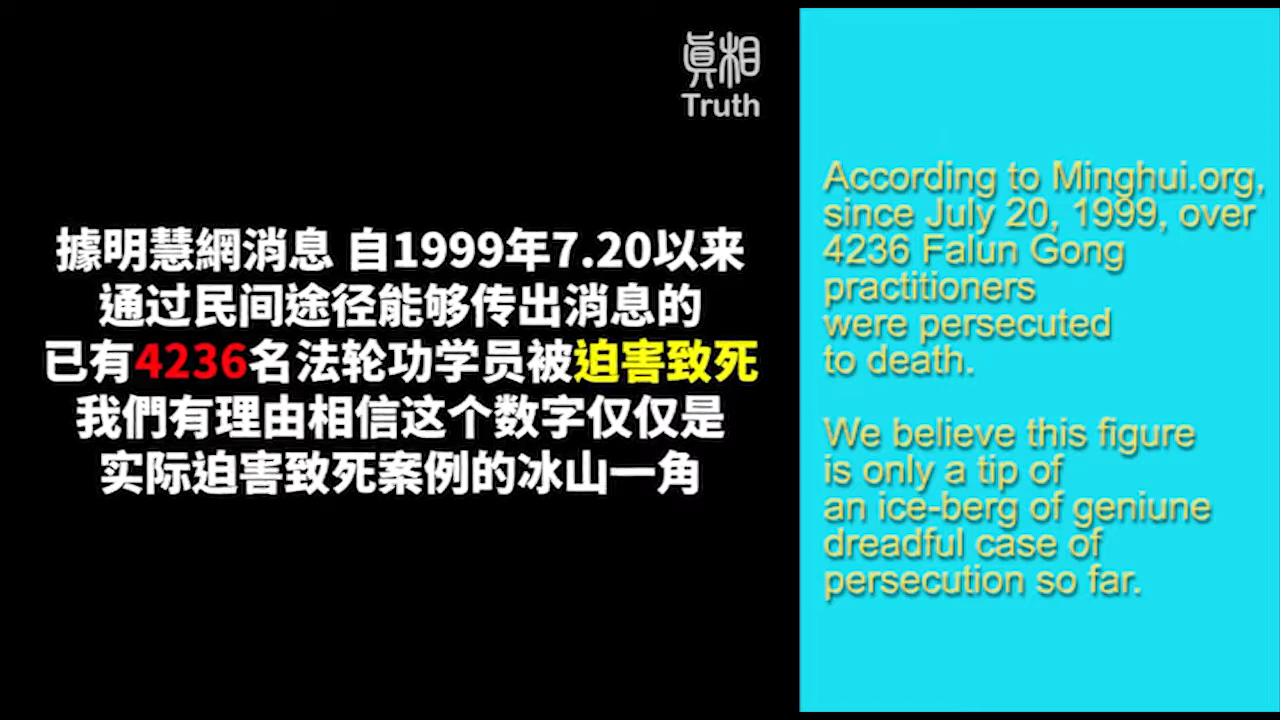 真相
Truth
據明慧網消息 自1999年7.20以来
通过民间途径能够传出消息的
已有4236名法轮功学员被迫害致死
我們有理由相信这个数字仅仅是
实际迫害致死案例的冰山一角
According to Minghui.org,
since July 20, 1999, over
4236 Falun Gong
practitioners
were persecuted
to death.
We believe this figure
is only a tip of
an ice-berg of geniune
dreadful case of
persecution so far.